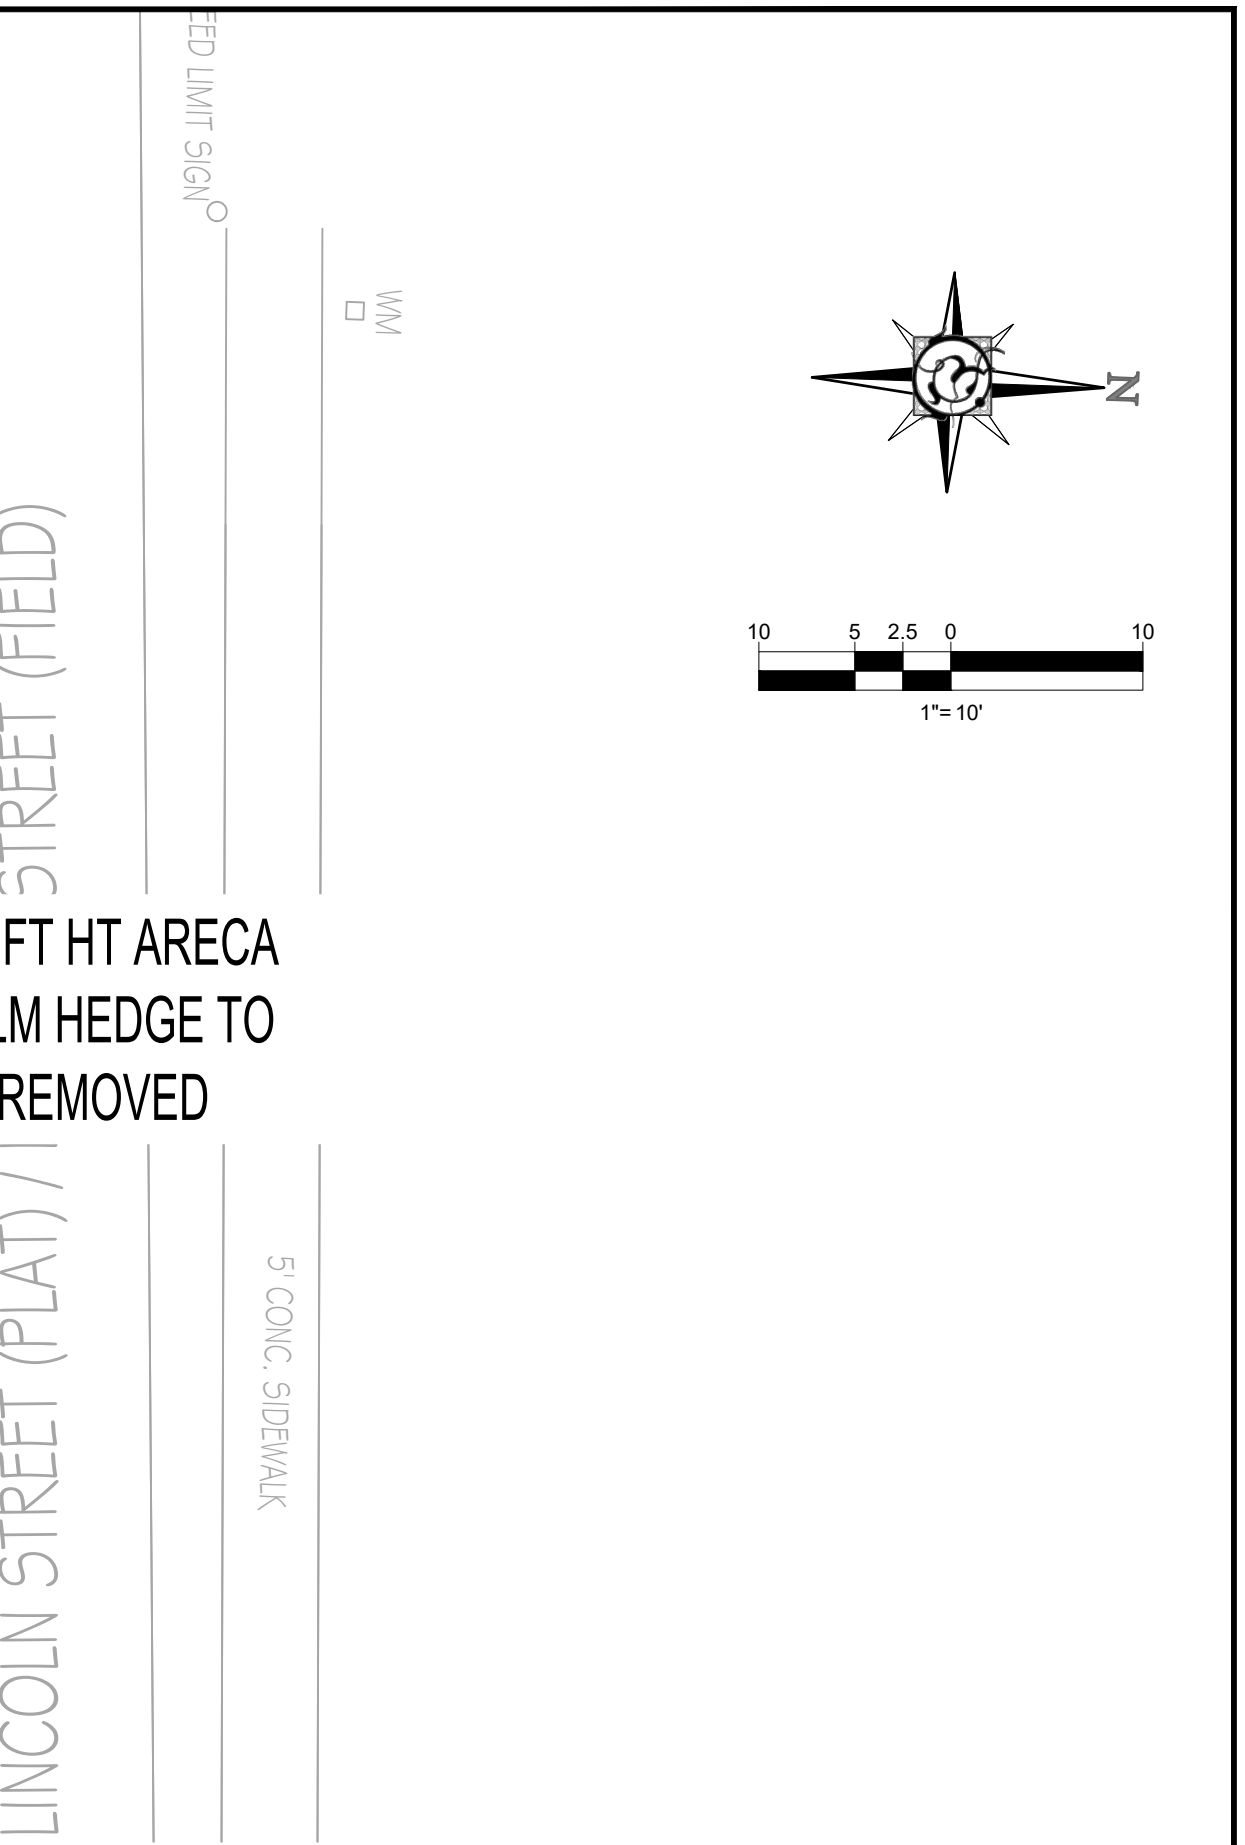 EED LIMIT SIGN
WM
N
STREET (FIELD)
10 5 2.5 0 10
1"= 10'
FT HT ARECA
LM HEDGE TO
REMOVED
LINCOLN STREET (PLAT) /
5' CONC. SIDEWALK